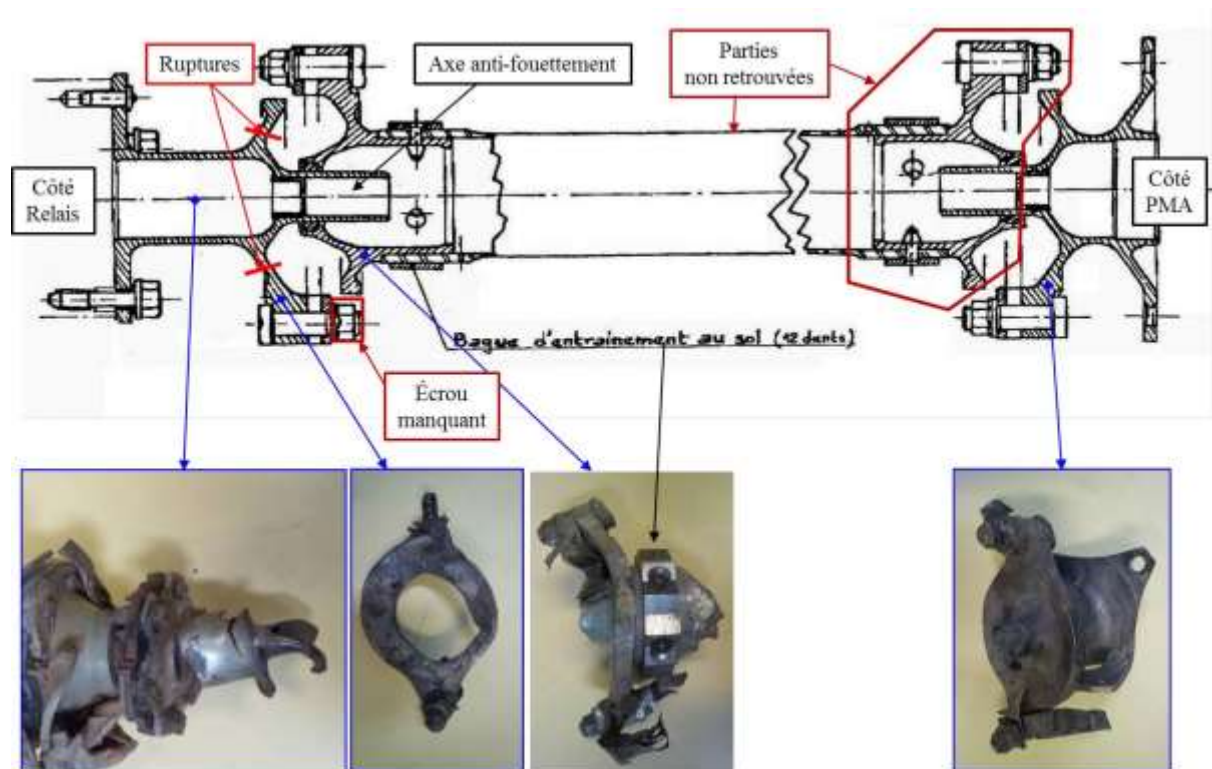 Ruptures
Axe anti-fouettement
Parties
non retrouvées
Côté
Relais
Côté
PMA
Bague d'entrainement au sol (12 dents)
Écrou
manquant